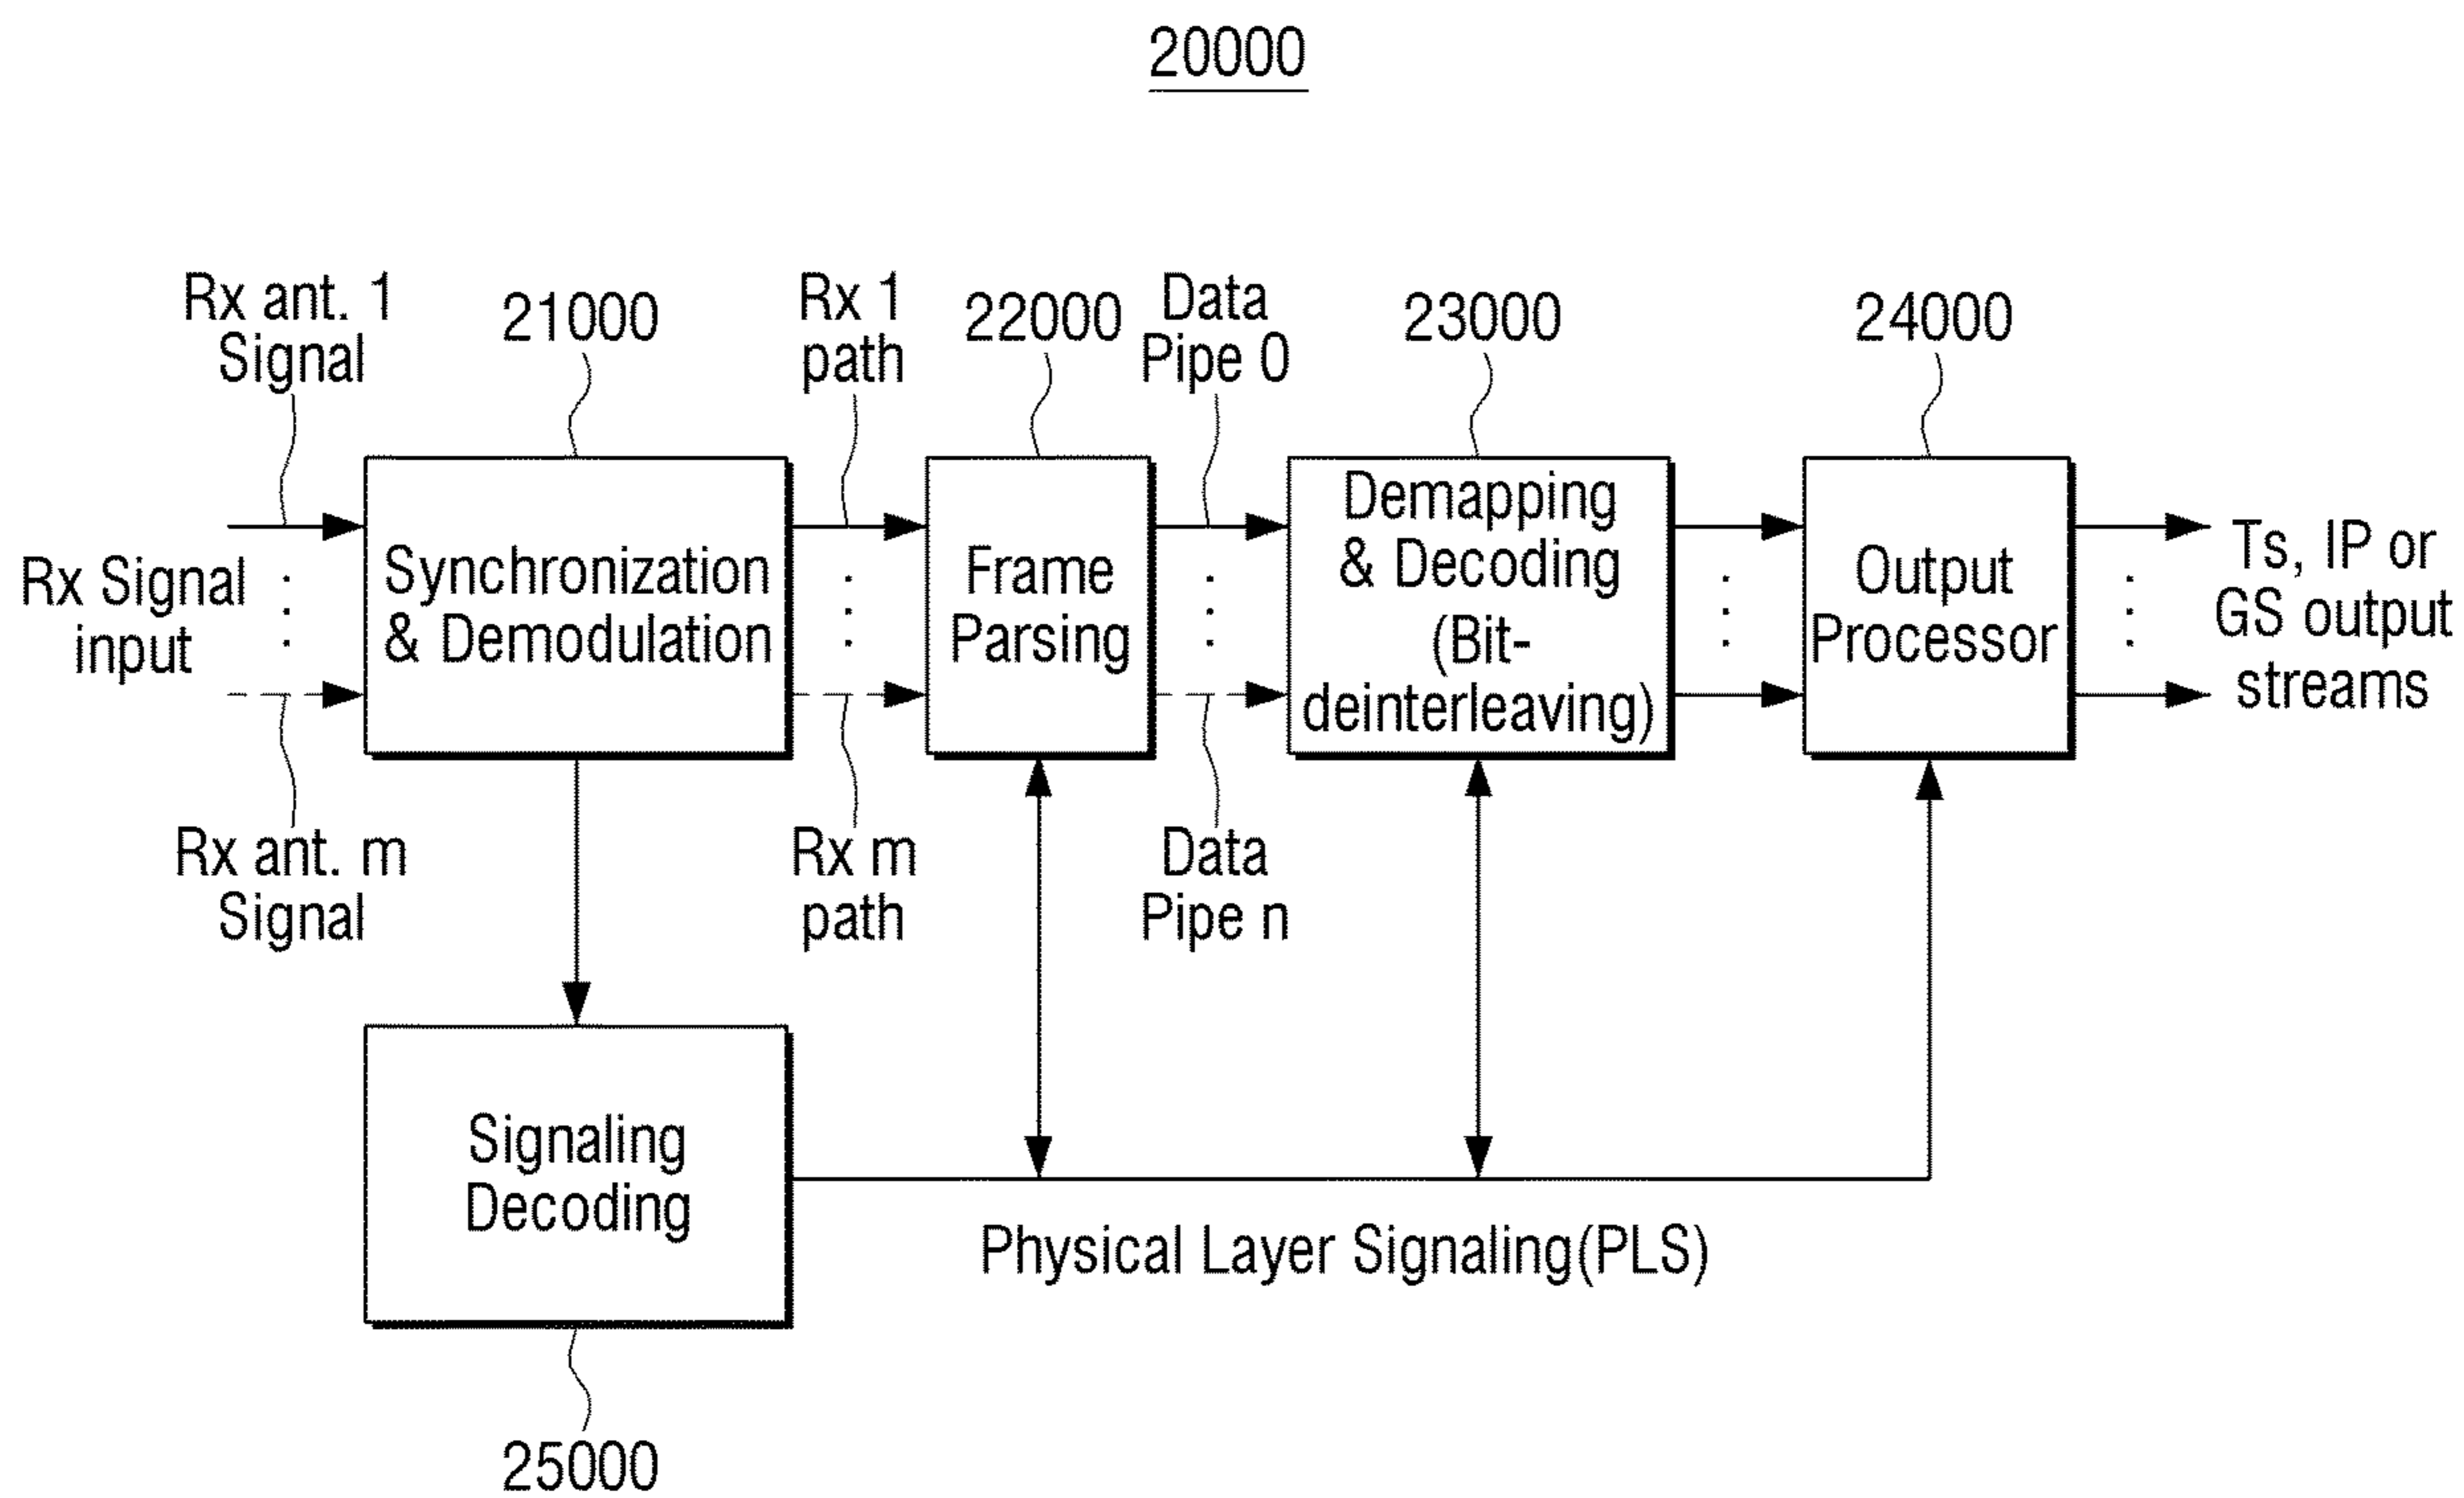 20000
Rx ant. 1
Signal
21000
Rx 1
path
22000
Data
Pipe 0
23000
24000
Rx Signal
input
Synchronization
& Demodulation
Frame
Parsing
Demapping
& Decoding
(Bit-
deinterleaving)
Output
Processor
Ts, IP or
GS output
streams
Rx ant. m
Signal
Rx m
path
Data
Pipe n
Signaling
Decoding
Physical Layer Signaling(PLS)
25000